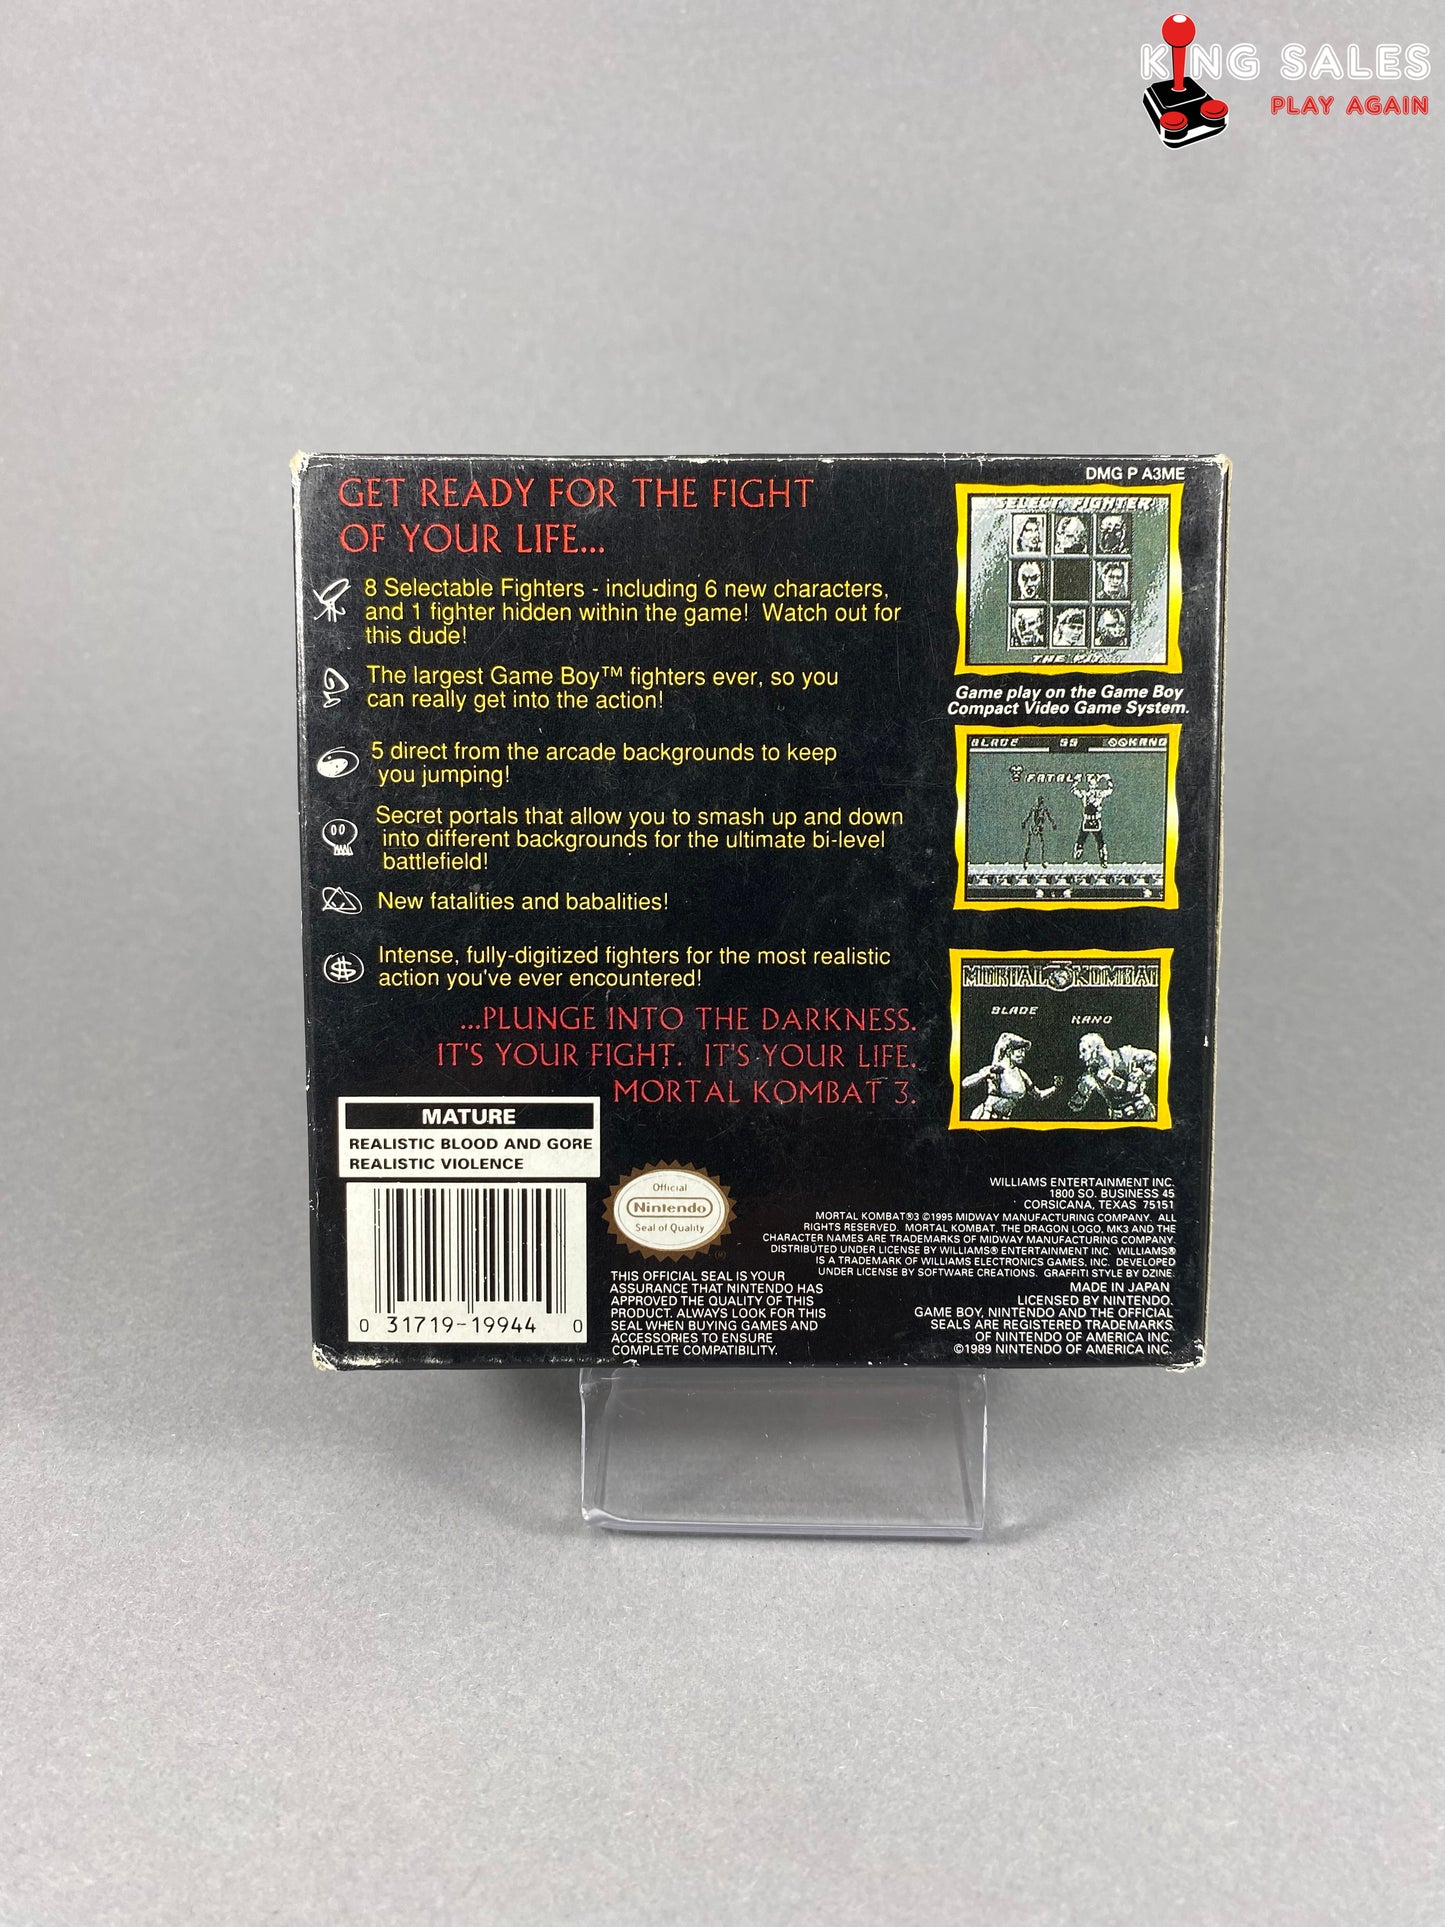 KING SALES
PLAY AGAIN
DMG P A3ME
GET READY FOR THE FIGHT
OF YOUR LIFE...
8 Selectable Fighters - including 6 new characters,
and 1 fighter hidden within the game! Watch out for
this dude!
The largest Game Boy™ fighters ever, so you
can really get into the action!
5 direct from the arcade backgrounds to keep
you jumping!
Secret portals that allow you to smash up and down
into different backgrounds for the ultimate bi-level
battlefield!
New fatalities and babalities!
Intense, fully-digitized fighters for the most realistic
action you've ever encountered!
...PLUNGE INTO THE DARKNESS.
IT'S YOUR FIGHT. IT'S YOUR LIFE.
MORTAL KOMBAT 3.
SELECT FIGHTER
THE PIT
Game play on the Game Boy
Compact Video Game System.
BLADE 99 KANO
FATALITY
MORTAL KOMBAT
BLADE
KANO
MATURE
REALISTIC BLOOD AND GORE
REALISTIC VIOLENCE
0 31719-19944 0
Official
Nintendo
Seal of Quality
THIS OFFICIAL SEAL IS YOUR
ASSURANCE THAT NINTENDO HAS
APPROVED THE QUALITY OF THIS
PRODUCT. ALWAYS LOOK FOR THIS
SEAL WHEN BUYING GAMES AND
ACCESSORIES TO ENSURE
COMPLETE COMPATIBILITY.
WILLIAMS ENTERTAINMENT INC.
1800 SO. BUSINESS 45
CORSICANA, TEXAS 75151
MORTAL KOMBAT®3 ©1995 MIDWAY MANUFACTURING COMPANY. ALL
RIGHTS RESERVED. MORTAL KOMBAT, THE DRAGON LOGO, MK3 AND THE
CHARACTER NAMES ARE TRADEMARKS OF MIDWAY MANUFACTURING COMPANY.
DISTRIBUTED UNDER LICENSE BY WILLIAMS® ENTERTAINMENT INC. WILLIAMS®
IS A TRADEMARK OF WILLIAMS ELECTRONICS GAMES, INC. DEVELOPED
UNDER LICENSE BY SOFTWARE CREATIONS. GRAFFITI STYLE BY DZINE.
MADE IN JAPAN
LICENSED BY NINTENDO.
GAME BOY, NINTENDO AND THE OFFICIAL
SEALS ARE REGISTERED TRADEMARKS
OF NINTENDO OF AMERICA INC.
©1989 NINTENDO OF AMERICA INC.